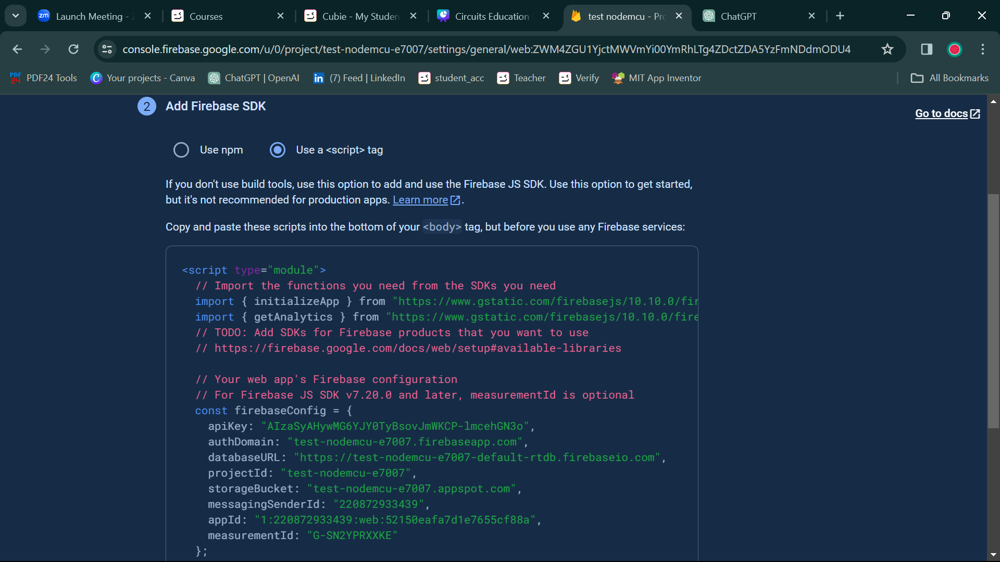 Launch Meeting -
Courses
Cubie - My Studen
Circuits Education
test nodemcu - Pr
ChatGPT
console.firebase.google.com/u/0/project/test-nodemcu-e7007/settings/general/web:ZWM4ZGU1YjctMWVmYi00YmRhLTg4ZDctZDA5YzFmNDdmODU4
PDF24 Tools
Your projects - Canva
ChatGPT | OpenAI
(7) Feed | LinkedIn
student_acc
Teacher
Verify
MIT App Inventor
All Bookmarks
2 Add Firebase SDK
Go to docs
Use npm
Use a <script> tag
If you don't use build tools, use this option to add and use the Firebase JS SDK. Use this option to get started,
but it's not recommended for production apps. Learn more.
Copy and paste these scripts into the bottom of your <body> tag, but before you use any Firebase services:
<script type="module">
// Import the functions you need from the SDKs you need
import { initializeApp } from "https://www.gstatic.com/firebasejs/10.10.0/fir
import { getAnalytics } from "https://www.gstatic.com/firebasejs/10.10.0/fire
// TODO: Add SDKs for Firebase products that you want to use
// https://firebase.google.com/docs/web/setup#available-libraries
// Your web app's Firebase configuration
// For Firebase JS SDK v7.20.0 and later, measurementId is optional
const firebaseConfig = {
apiKey: "AIzaSyAHywMG6YJY0TyBsovJmWKCP-lmcehGN3o",
authDomain: "test-nodemcu-e7007.firebaseapp.com",
databaseURL: "https://test-nodemcu-e7007-default-rtdb.firebaseio.com",
projectId: "test-nodemcu-e7007",
storageBucket: "test-nodemcu-e7007.appspot.com",
messagingSenderId: "220872933439",
appId: "1:220872933439:web:52150eafa7d1e7655cf88a",
measurementId: "G-SN2YPRXXKE"
};